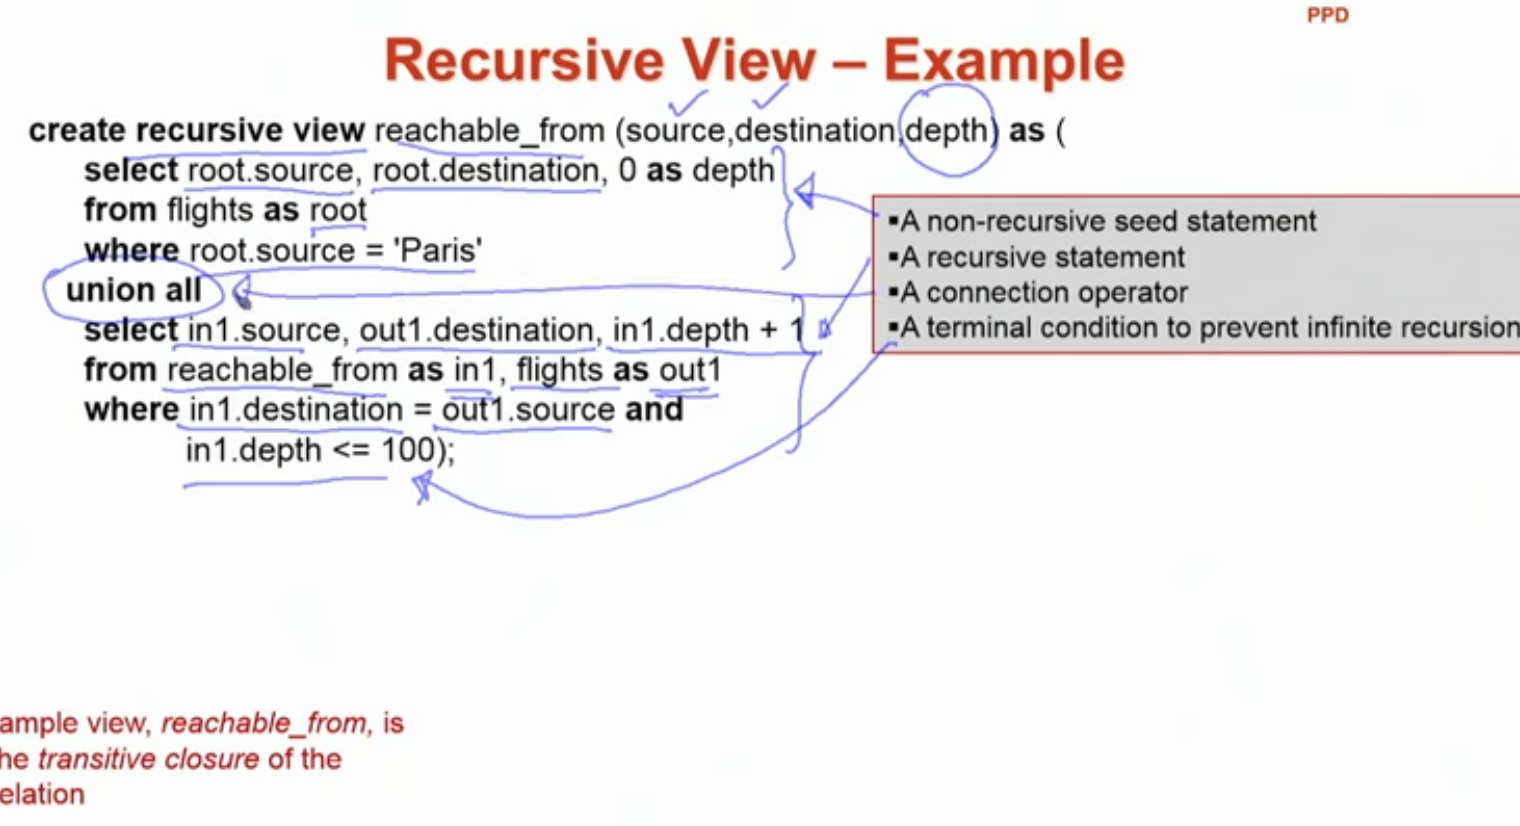 PPD
Recursive View – Example
create recursive view reachable_from (source,destination,depth) as (
select root.source, root.destination, 0 as depth
from flights as root
where root.source = 'Paris'
union all
select in1.source, out1.destination, in1.depth + 1
from reachable_from as in1, flights as out1
where in1.destination = out1.source and
in1.depth <= 100);
▪A non-recursive seed statement
▪A recursive statement
▪A connection operator
▪A terminal condition to prevent infinite recursion
ample view, reachable_from, is
he transitive closure of the
elation